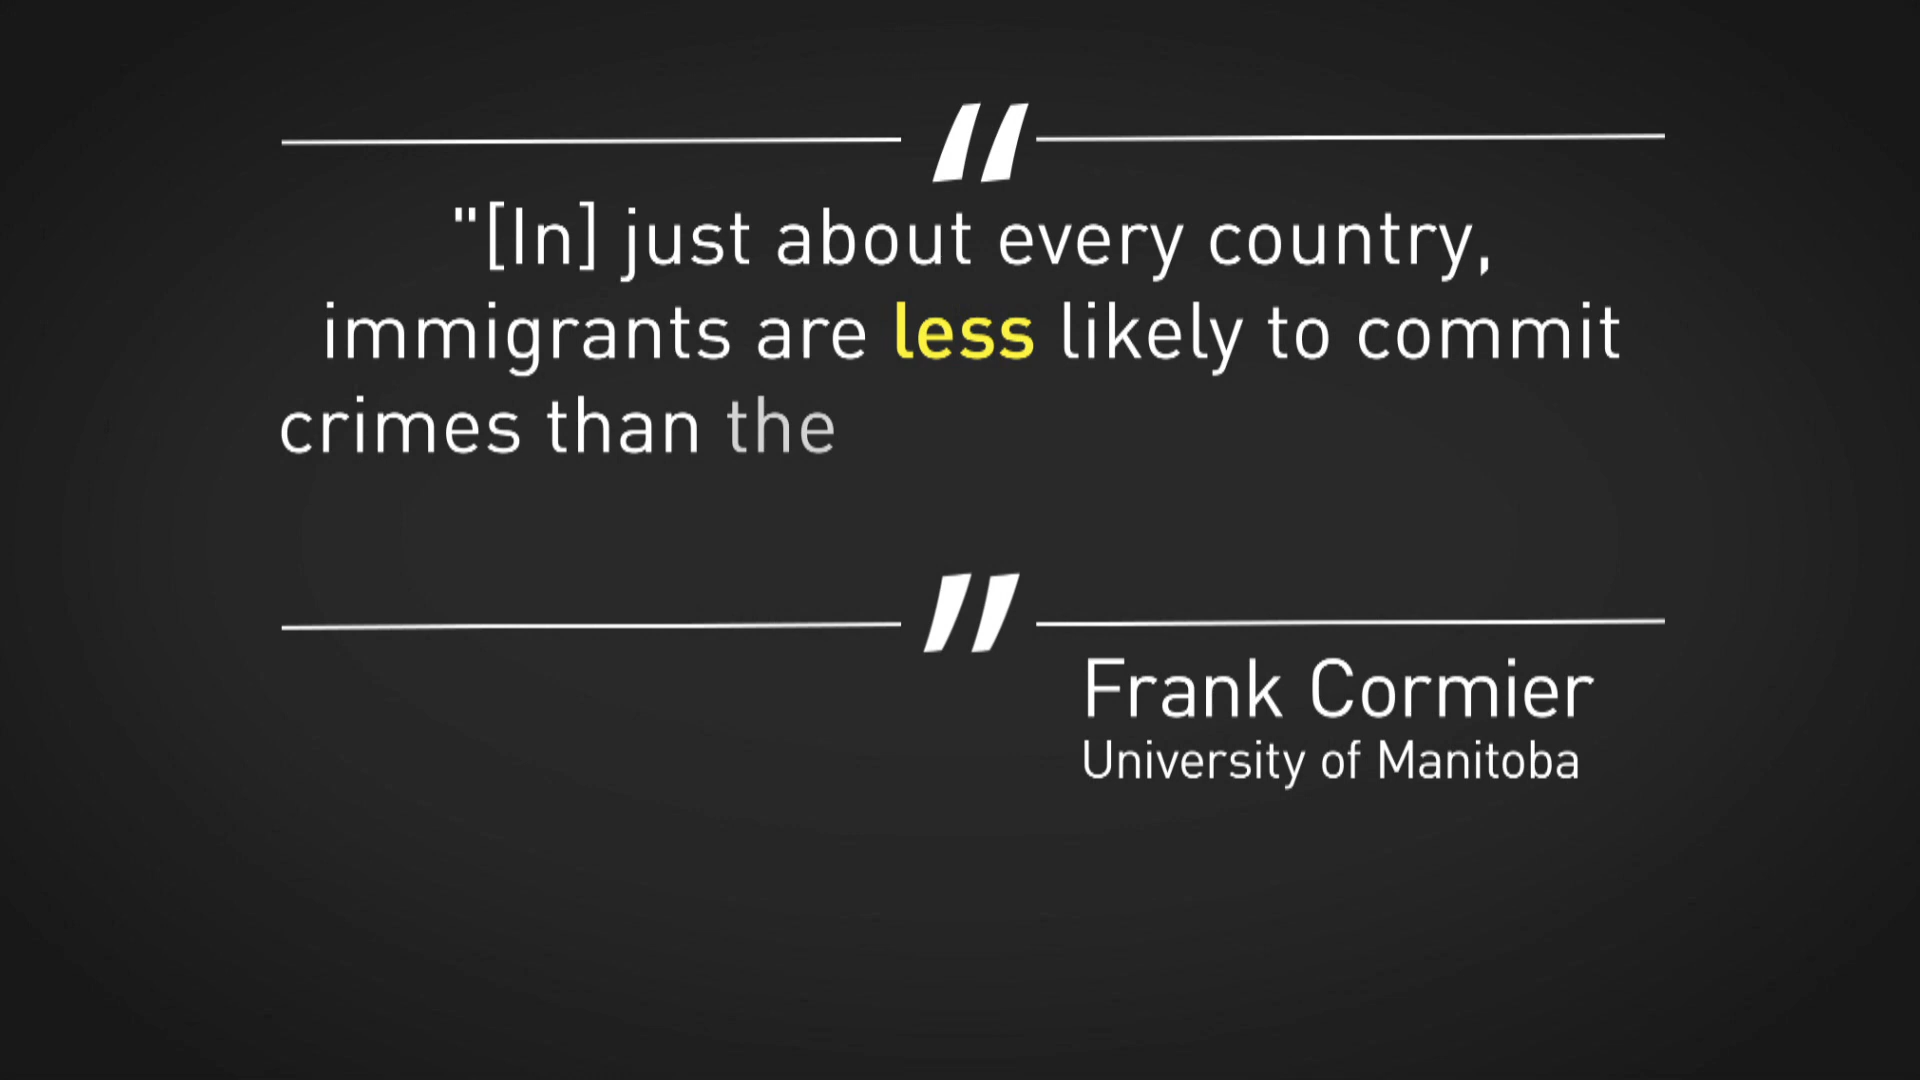 "
"[In] just about every country,
immigrants are less likely to commit
crimes than the
"
Frank Cormier
University of Manitoba